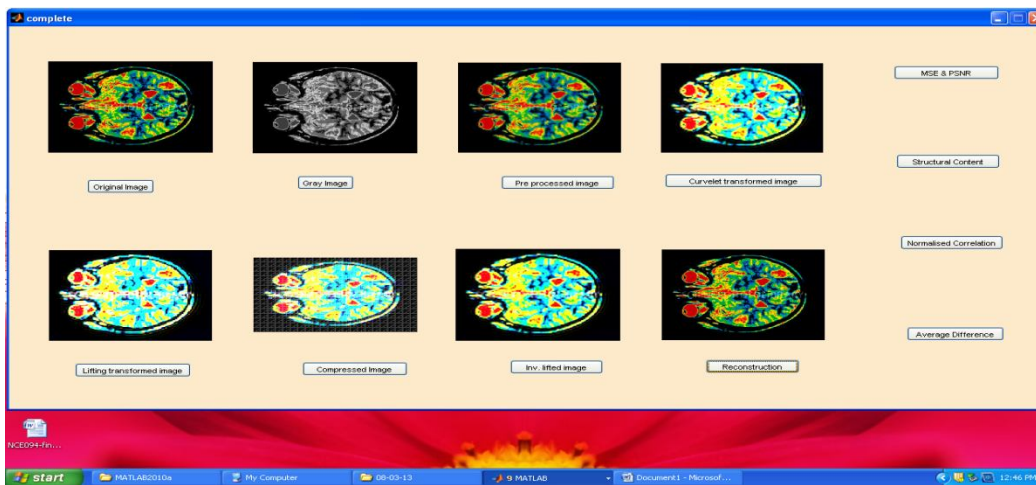 complete
MSE & PSNR
Original Image
Gray Image
Pre processed image
Curvelet transformed image
Structural Content
Normalised Correlation
Average Difference
Lifting transformed image
Compressed Image
Inv. lifted image
Reconstruction
NCE094-fin...
start
MATLAB2010a
My Computer
08-03-13
9 MATLAB
Document1 - Microsof...
12:46 PM